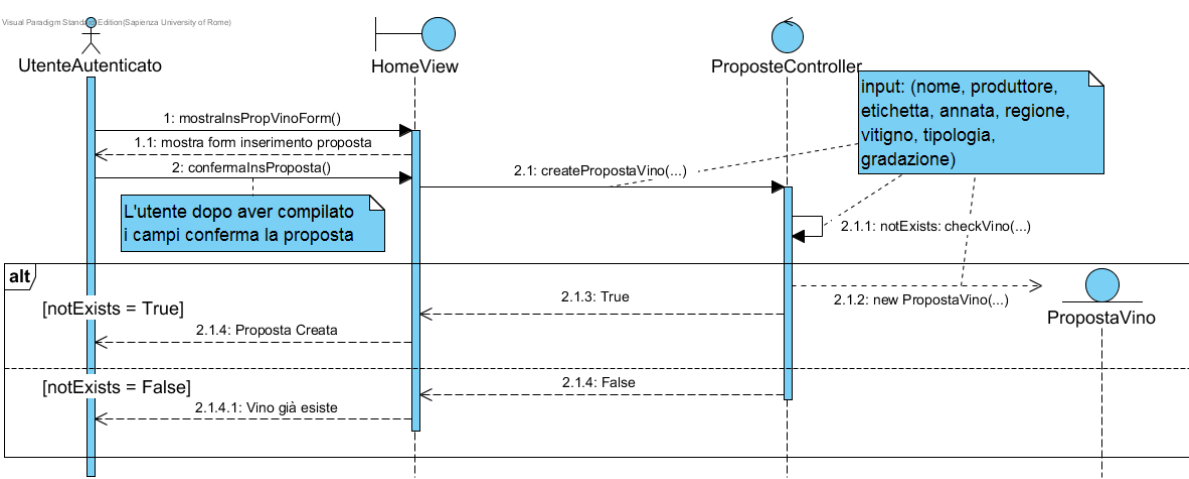 Visual Paradigm Standard Edition(Sapienza University of Rome)
UtenteAutenticato
HomeView
ProposteController
input: (nome, produttore,
etichetta, annata, regione,
vitigno, tipologia,
gradazione)
1: mostraInsPropVinoForm()
1.1: mostra form inserimento proposta
2: confermaInsProposta()
2.1: createPropostaVino(...)
L'utente dopo aver compilato
i campi conferma la proposta
2.1.1: notExists: checkVino(...)
alt
[notExists = True]
2.1.3: True
2.1.2: new PropostaVino(...)
PropostaVino
2.1.4: Proposta Creata
[notExists = False]
2.1.4: False
2.1.4.1: Vino già esiste